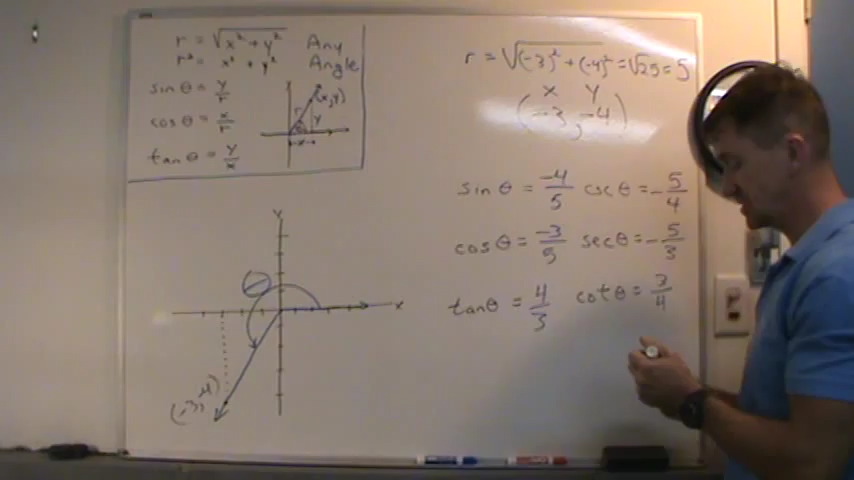 r = √x² + y² Any
r² = x² + y² Angle
sin θ = y/r
cos θ = x/r
tan θ = y/x
y
(x,y)
r
y
θ
x
r = √(-3)² + (-4)² = √25 = 5
x y
(-3, -4)
sin θ = -4/5 csc θ = -5/4
cos θ = -3/5 sec θ = -5/3
tan θ = 4/3 cot θ = 3/4
y
θ
x
(-3,-4)